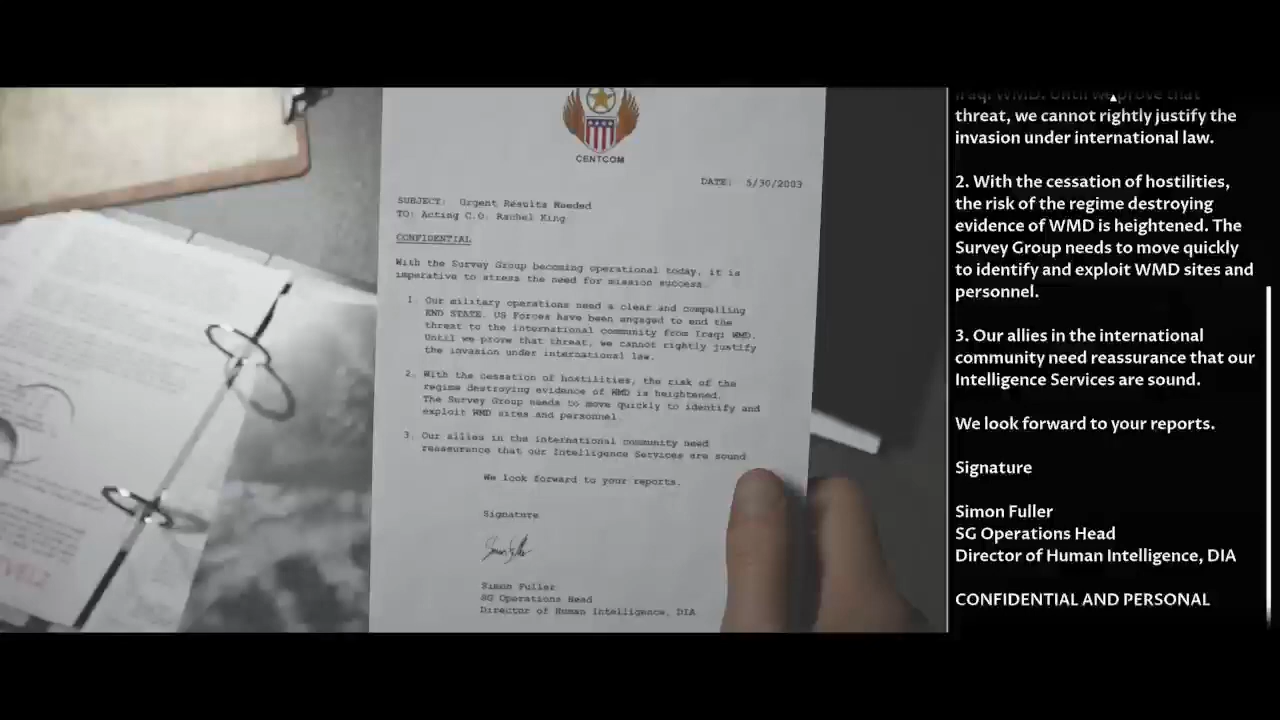 CENTCOM
DATE: 5/30/2003
SUBJECT: Urgent Results Needed
TO: Acting C.O. Rachel King
CONFIDENTIAL
With the Survey Group becoming operational today, it is
imperative to stress the need for mission success.
1. Our military operations need a clear and compelling
END STATE. US Forces have been engaged to end the
threat to the international community from Iraqi WMD.
Until we prove that threat, we cannot rightly justify
the invasion under international law.
2. With the cessation of hostilities, the risk of the
regime destroying evidence of WMD is heightened.
The Survey Group needs to move quickly to identify and
exploit WMD sites and personnel.
3. Our allies in the international community need
reassurance that our Intelligence Services are sound
We look forward to your reports.
Signature
Simon Fuller
SG Operations Head
Director of Human Intelligence, DIA
Iraqi WMD. Until we prove that
threat, we cannot rightly justify the
invasion under international law.
2. With the cessation of hostilities,
the risk of the regime destroying
evidence of WMD is heightened. The
Survey Group needs to move quickly
to identify and exploit WMD sites and
personnel.
3. Our allies in the international
community need reassurance that our
Intelligence Services are sound.
We look forward to your reports.
Signature
Simon Fuller
SG Operations Head
Director of Human Intelligence, DIA
CONFIDENTIAL AND PERSONAL